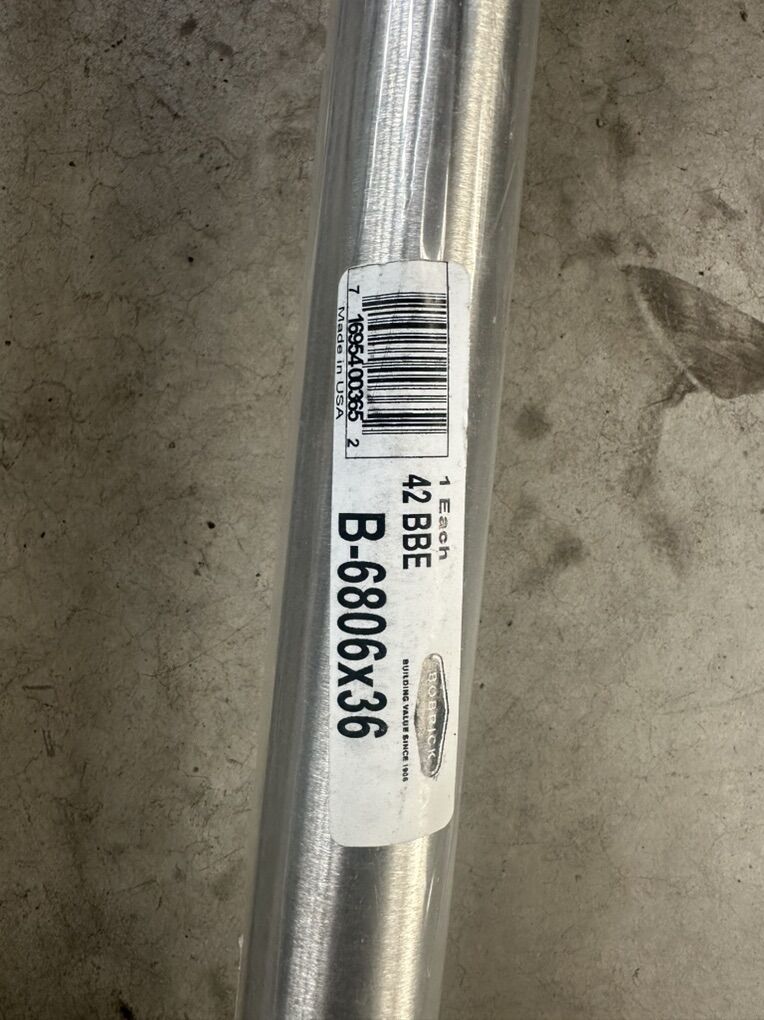 7 16954 00365 2
Made in USA
1 Each
42 BBE
B-6806x36
BOBRICK
BUILDING VALUE SINCE 1906